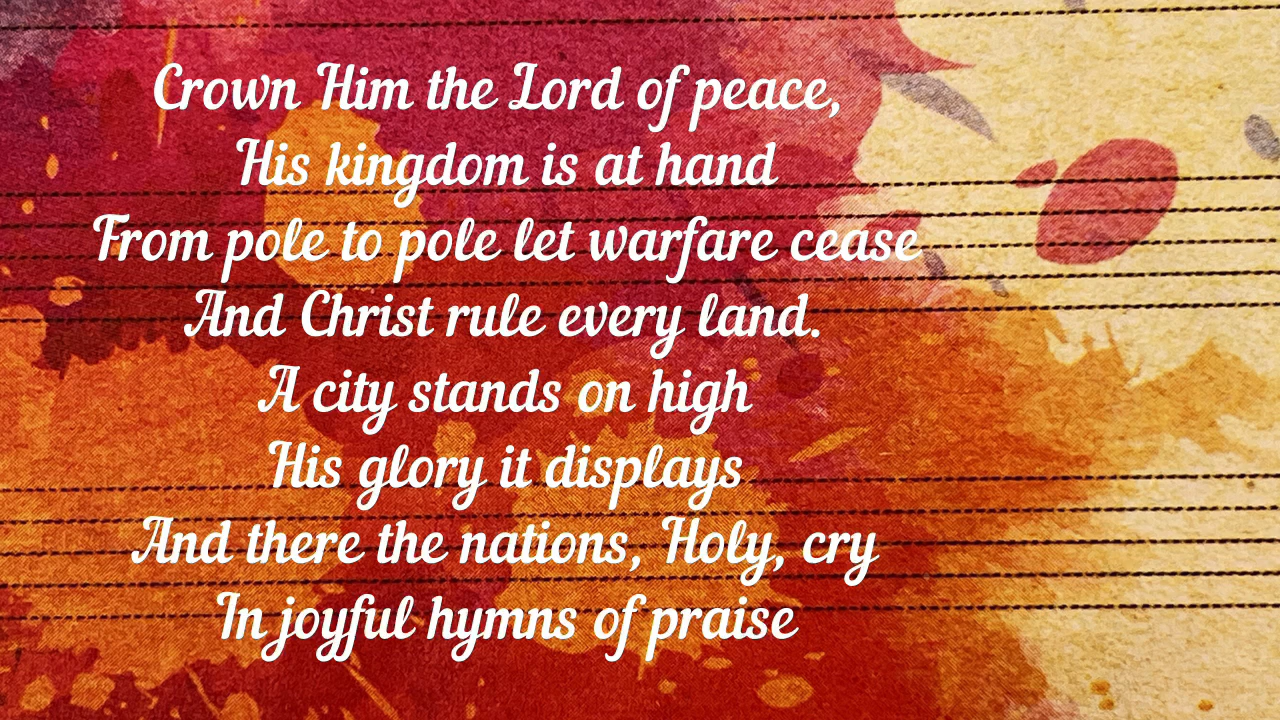 Crown Him the Lord of peace,
His kingdom is at hand
From pole to pole let warfare cease
And Christ rule every land.
A city stands on high
His glory it displays
And there the nations, Holy, cry
In joyful hymns of praise